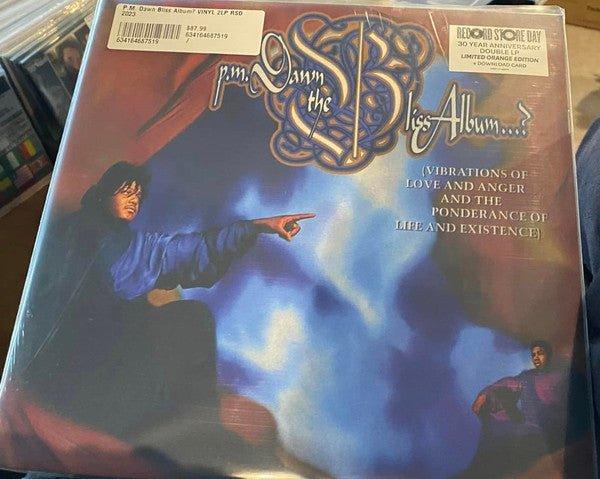 P.M. Dawn Bliss Album? VINYL 2LP RSD
2023
$87.99
634164687519
634164687519 /
RECORD STORE DAY
30 YEAR ANNIVERSARY
DOUBLE LP
LIMITED ORANGE EDITION
+ DOWNLOAD CARD
p.m. Dawn
the
Bliss Album....?
(VIBRATIONS OF
LOVE AND ANGER
AND THE
PONDERANCE OF
LIFE AND EXISTENCE)